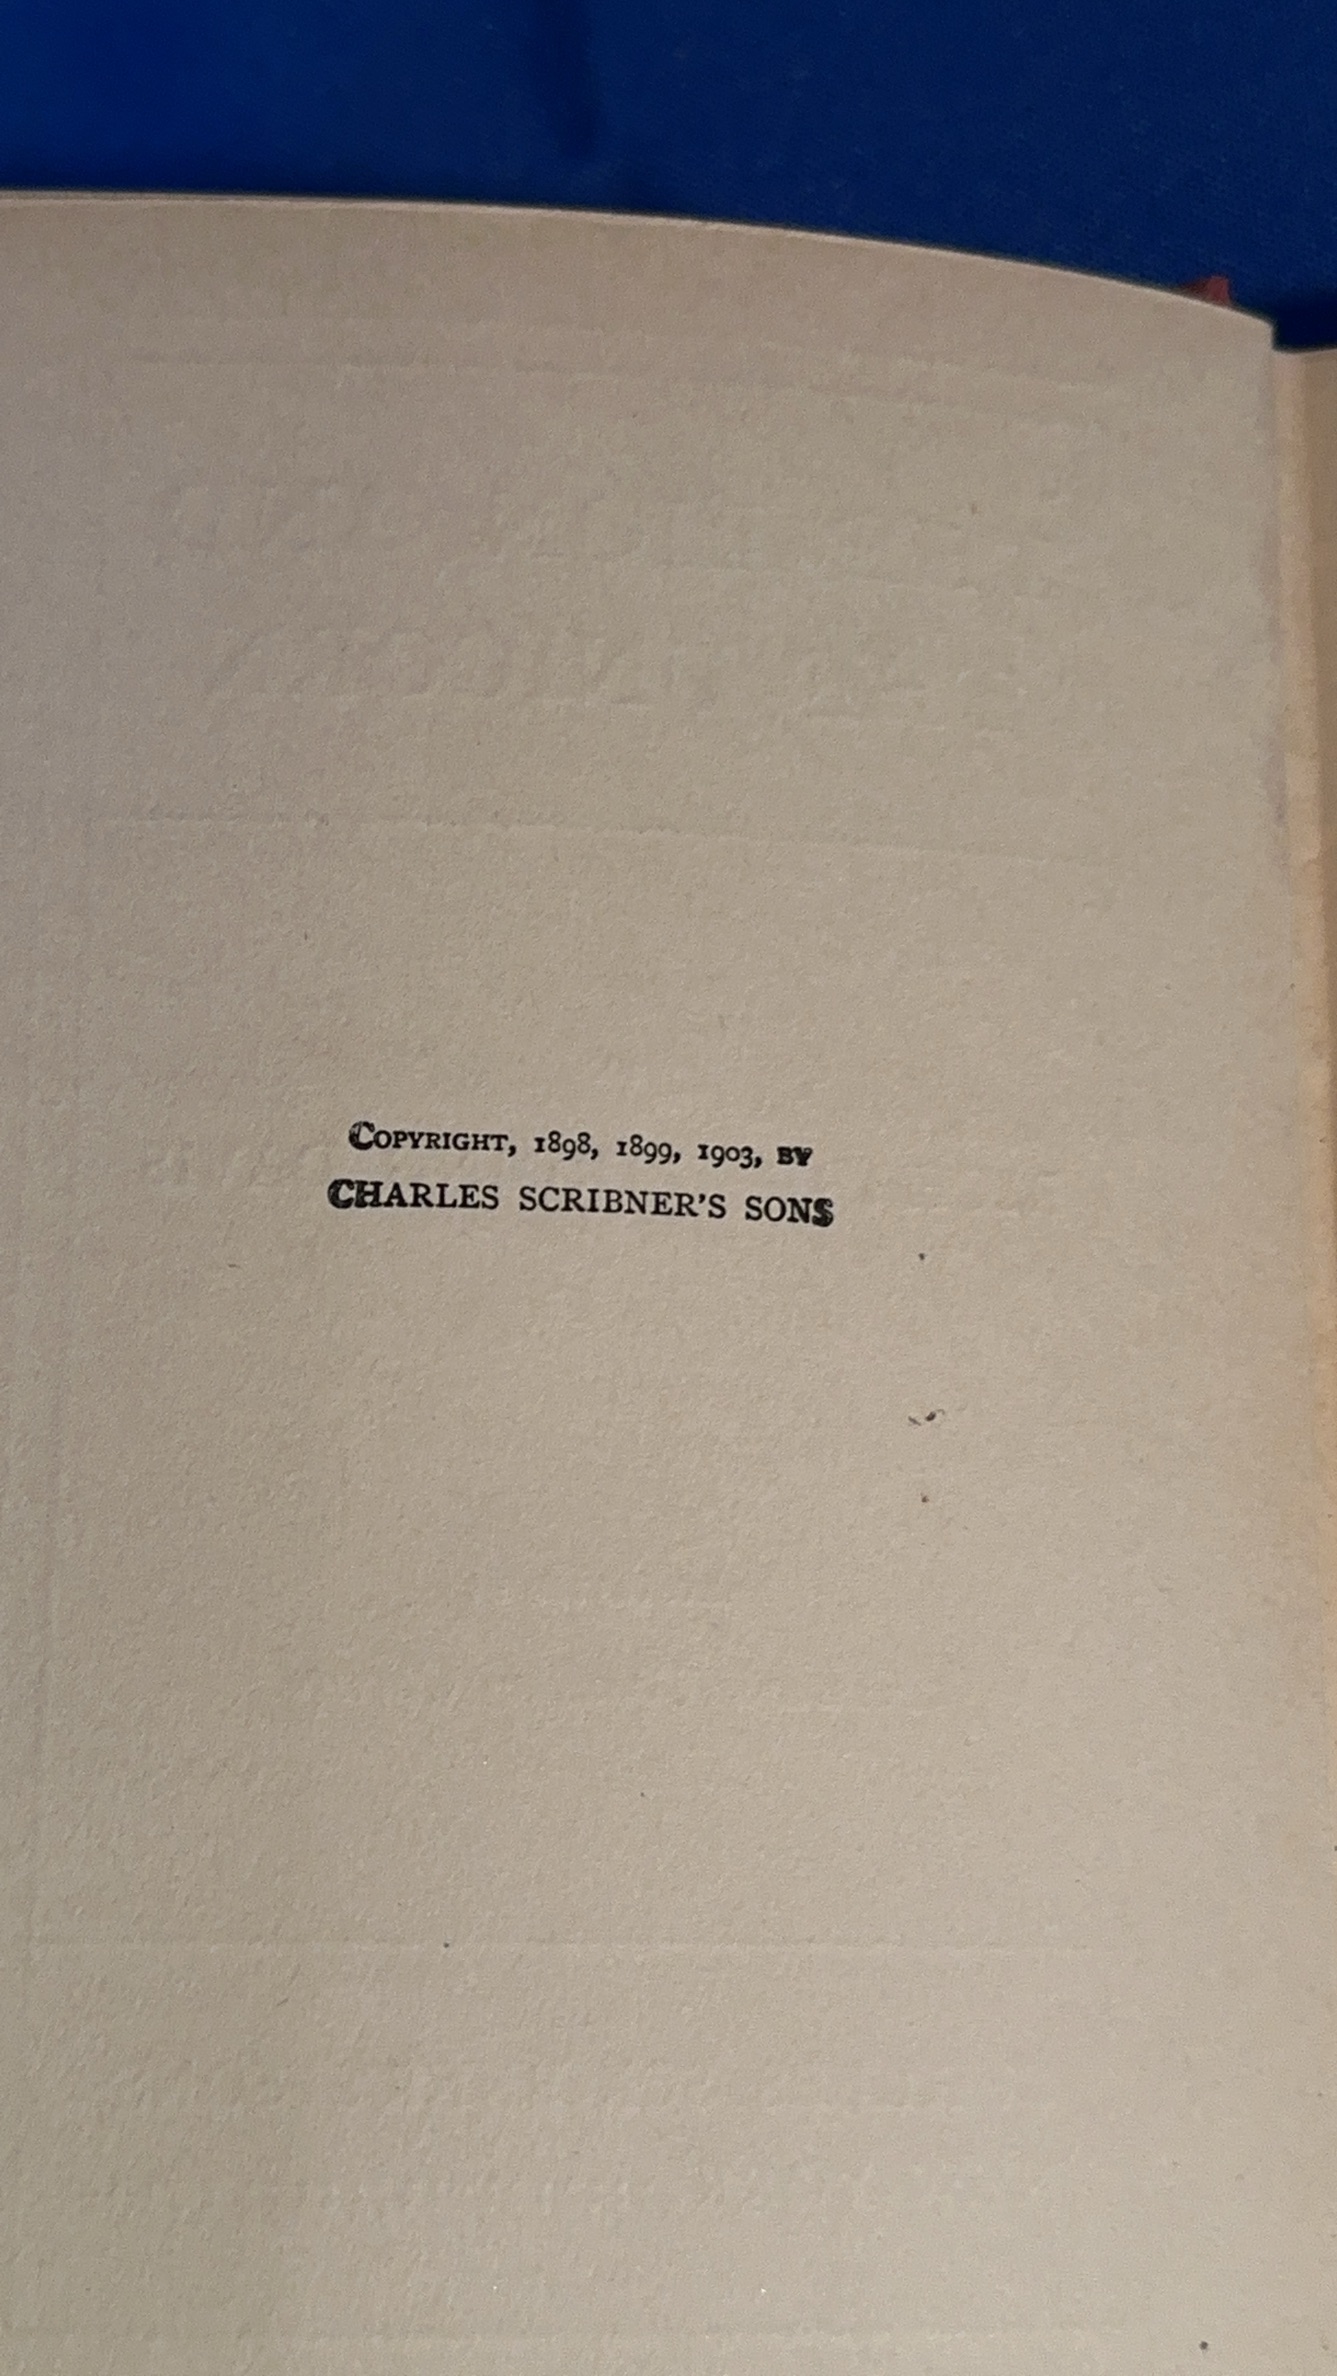 COPYRIGHT, 1898, 1899, 1903, BY
CHARLES SCRIBNER'S SONS